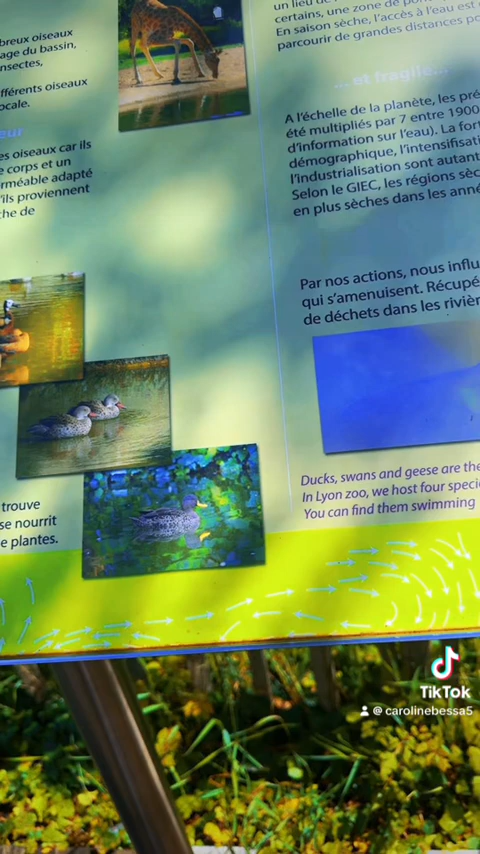 breux oiseaux
age du bassin,
nsectes,
fférents oiseaux
ocale.
eur
es oiseaux car ils
e corps et un
rméable adapté
'ils proviennent
che de
trouve
se nourrit
e plantes.
un lieu de
certains, une zone de
En saison sèche, l'accès à l'eau est
parcourir de grandes distances
... et fragile...
A l'échelle de la planète, les pré
été multipliés par 7 entre 1900
d'information sur l'eau). La for
démographique, l'intensifisati
l'industrialisation sont autant
Selon le GIEC, les régions sèc
en plus sèches dans les anné
Par nos actions, nous influ
qui s'amenuisent. Récupé
de déchets dans les riviè
Ducks, swans and geese are the
In Lyon zoo, we host four speci
You can find them swimming
TikTok
@ carolinebessa5